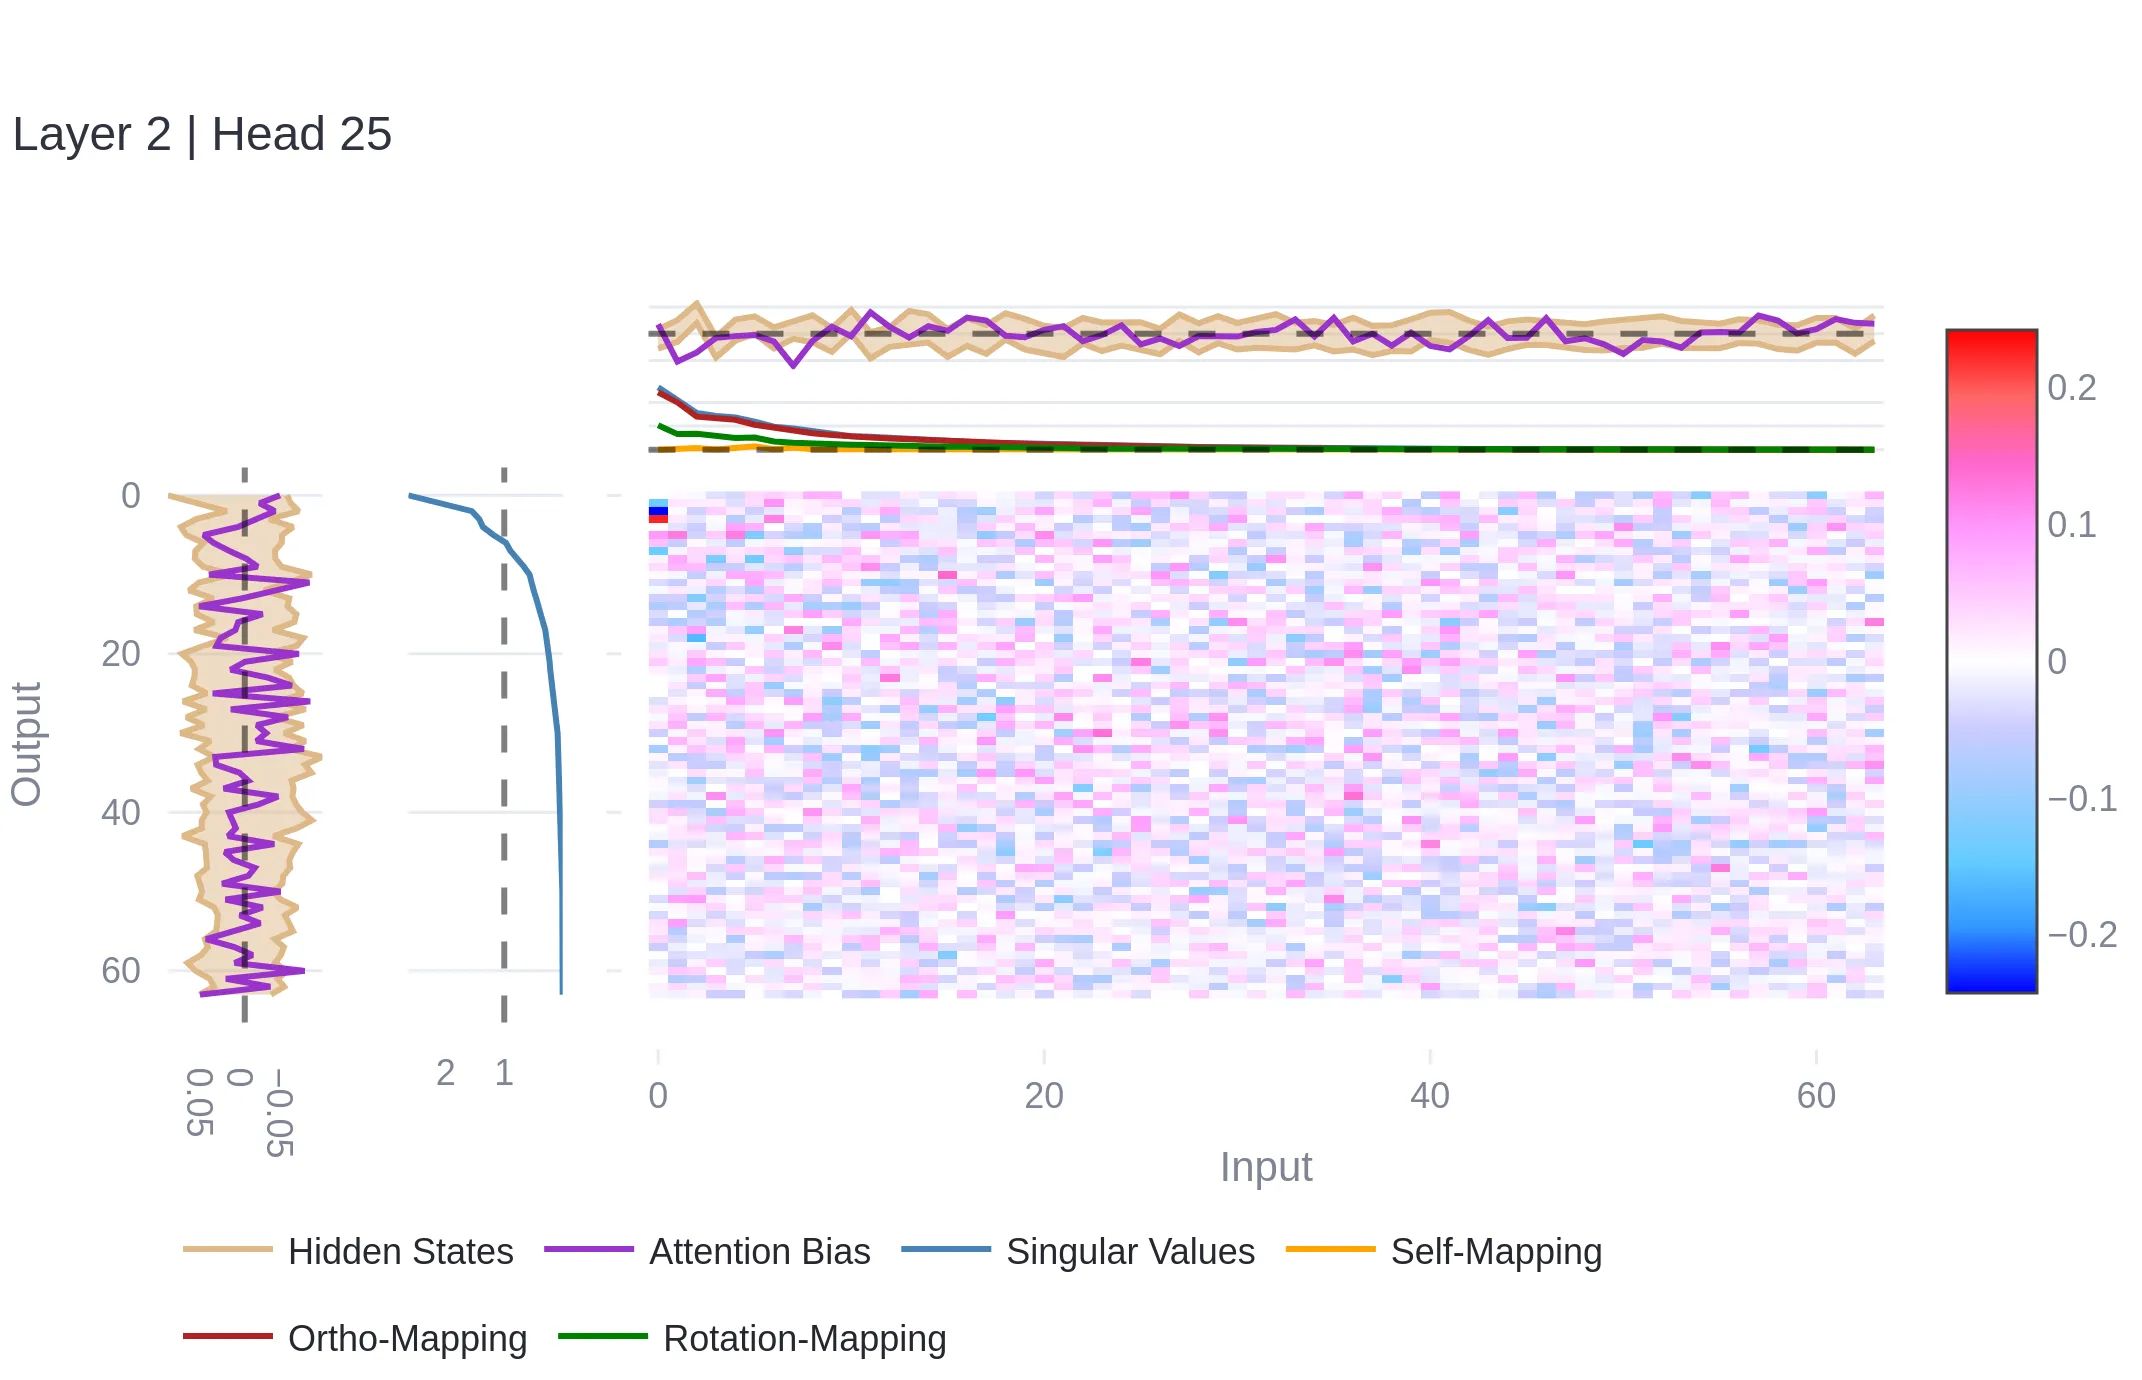 Layer 2 | Head 25
0.2
0.1
0
−0.1
−0.2
0
20
40
60
Output
0.05
0
−0.05
2
1
0
20
40
60
Input
Hidden States
Attention Bias
Singular Values
Self-Mapping
Ortho-Mapping
Rotation-Mapping